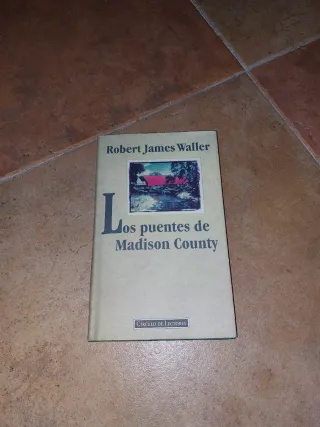 Robert James Waller
Los puentes de
Madison County
CÍRCULO DE LECTORES